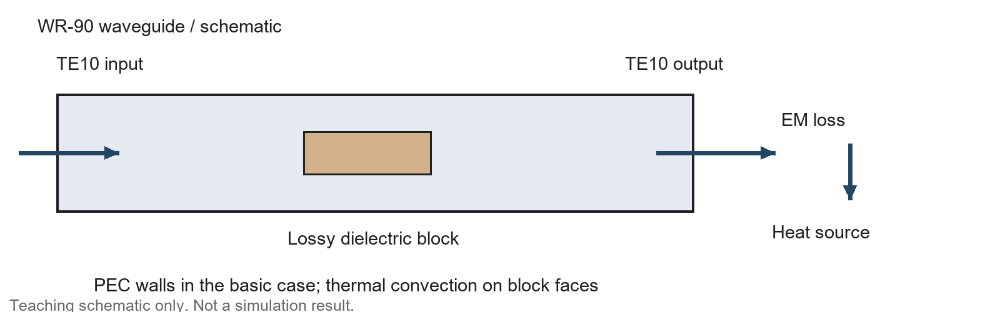 WR-90 waveguide / schematic
TE10 input
TE10 output
EM loss
Heat source
Lossy dielectric block
PEC walls in the basic case; thermal convection on block faces
Teaching schematic only. Not a simulation result.